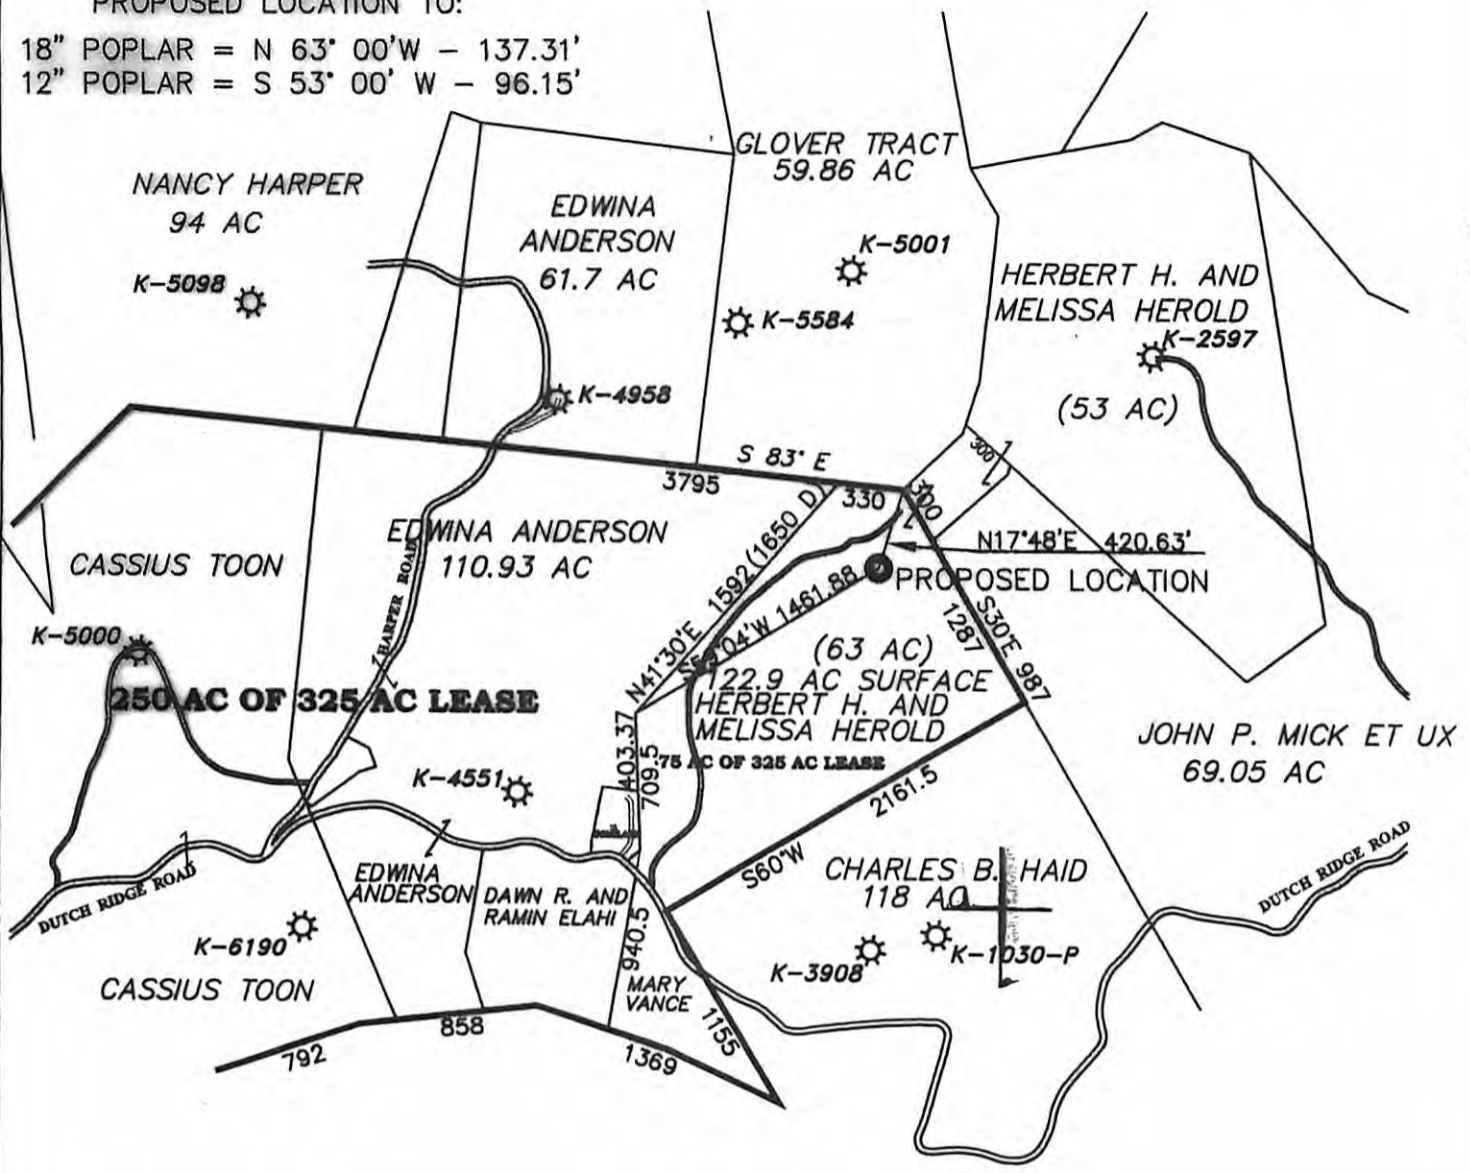 PROPOSED LOCATION TO:
18" POPLAR = N 63° 00'W - 137.31'
12" POPLAR = S 53° 00' W - 96.15'
GLOVER TRACT
59.86 AC
NANCY HARPER
94 AC
EDWINA
ANDERSON
61.7 AC
K-5001
K-5098
K-5584
HERBERT H. AND
MELISSA HEROLD
K-2597
(53 AC)
K-4958
S 83° E
3795
330
300
300
EDWINA ANDERSON
110.93 AC
CASSIUS TOON
HARPER ROAD
N41°30'E 1592(1650 D)
N17°48'E 420.63'
PROPOSED LOCATION
04'W 1461.88
S30°E 987
1287
K-5000
250 AC OF 325 AC LEASE
(63 AC)
122.9 AC SURFACE
HERBERT H. AND
MELISSA HEROLD
75 AC OF 325 AC LEASE
403.37
709.5
JOHN P. MICK ET UX
69.05 AC
K-4551
2161.5
S60°W
DUTCH RIDGE ROAD
DUTCH RIDGE ROAD
EDWINA
ANDERSON
DAWN R. AND
RAMIN ELAHI
CHARLES B. HAID
118 AC
K-6190
940.5
K-3908
K-1030-P
CASSIUS TOON
MARY
VANCE
1155
858
792
1369